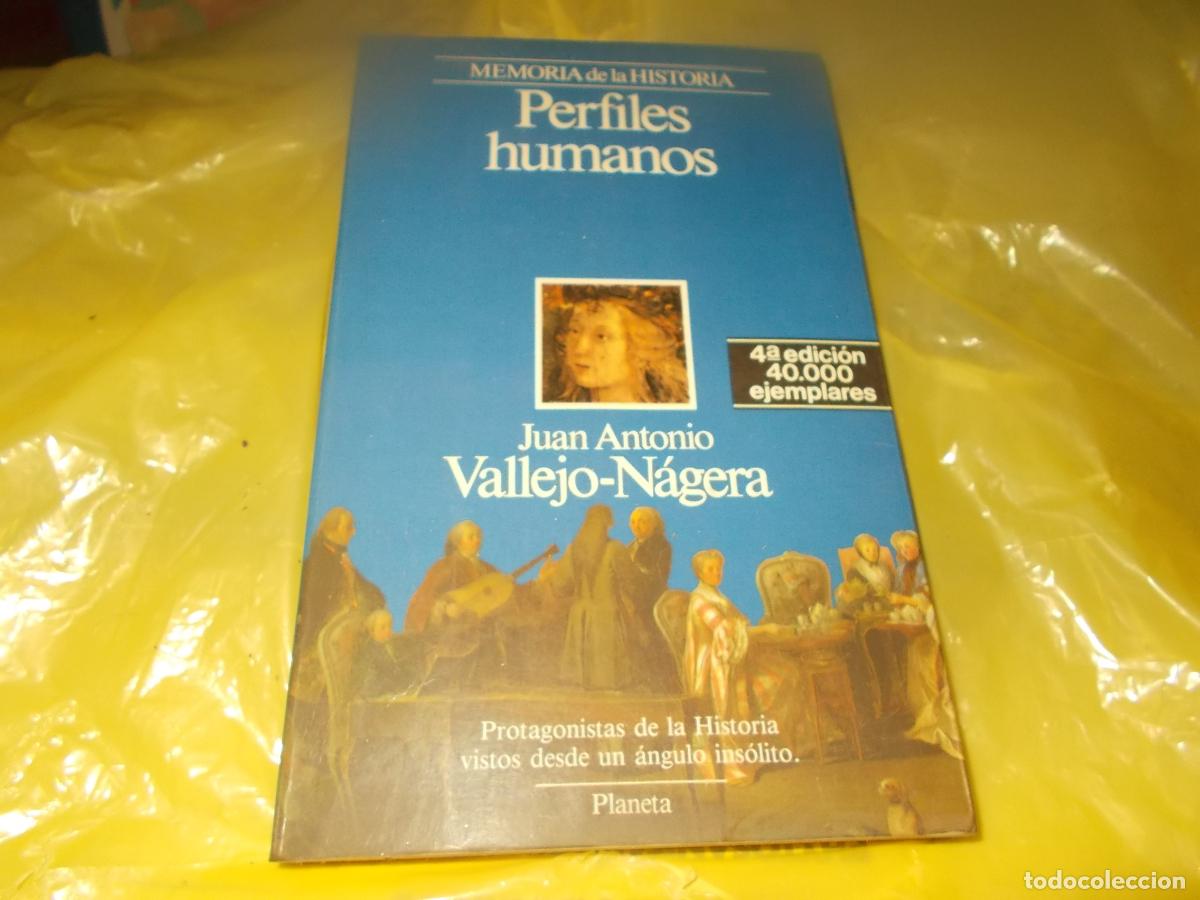 MEMORIA de la HISTORIA
Perfiles
humanos
4ª edición
40.000
ejemplares
Juan Antonio
Vallejo-Nágera
Protagonistas de la Historia
vistos desde un ángulo insólito.
Planeta
todocoleccion